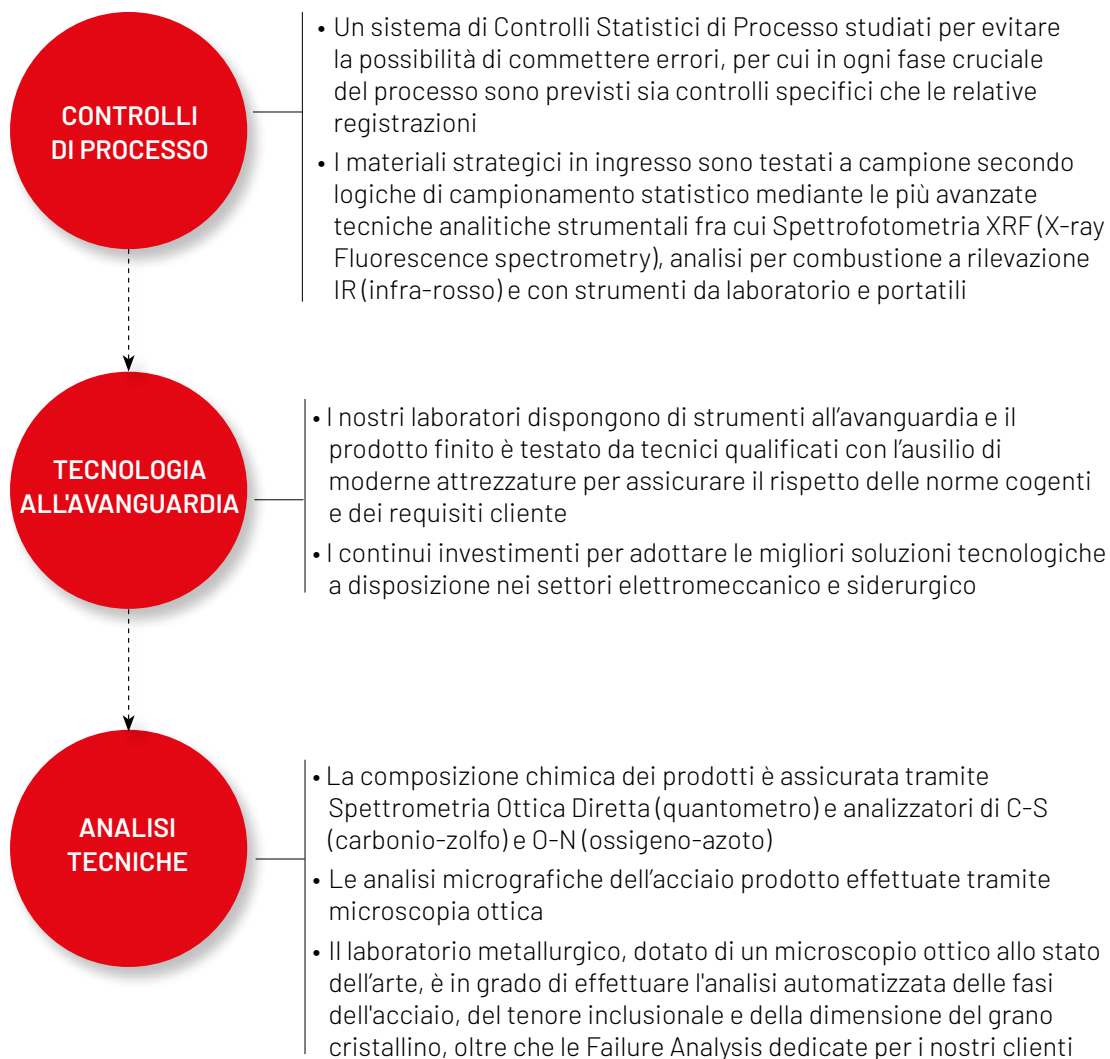 CONTROLLI
DI PROCESSO
• Un sistema di Controlli Statistici di Processo studiati per evitare
la possibilità di commettere errori, per cui in ogni fase cruciale
del processo sono previsti sia controlli specifici che le relative
registrazioni
• I materiali strategici in ingresso sono testati a campione secondo
logiche di campionamento statistico mediante le più avanzate
tecniche analitiche strumentali fra cui Spettrofotometria XRF (X-ray
Fluorescence spectrometry), analisi per combustione a rilevazione
IR (infra-rosso) e con strumenti da laboratorio e portatili
TECNOLOGIA
ALL'AVANGUARDIA
• I nostri laboratori dispongono di strumenti all’avanguardia e il
prodotto finito è testato da tecnici qualificati con l’ausilio di
moderne attrezzature per assicurare il rispetto delle norme cogenti
e dei requisiti cliente
• I continui investimenti per adottare le migliori soluzioni tecnologiche
a disposizione nei settori elettromeccanico e siderurgico
ANALISI
TECNICHE
• La composizione chimica dei prodotti è assicurata tramite
Spettrometria Ottica Diretta (quantometro) e analizzatori di C-S
(carbonio-zolfo) e O-N (ossigeno-azoto)
• Le analisi micrografiche dell’acciaio prodotto effettuate tramite
microscopia ottica
• Il laboratorio metallurgico, dotato di un microscopio ottico allo stato
dell’arte, è in grado di effettuare l'analisi automatizzata delle fasi
dell'acciaio, del tenore inclusionale e della dimensione del grano
cristallino, oltre che le Failure Analysis dedicate per i nostri clienti